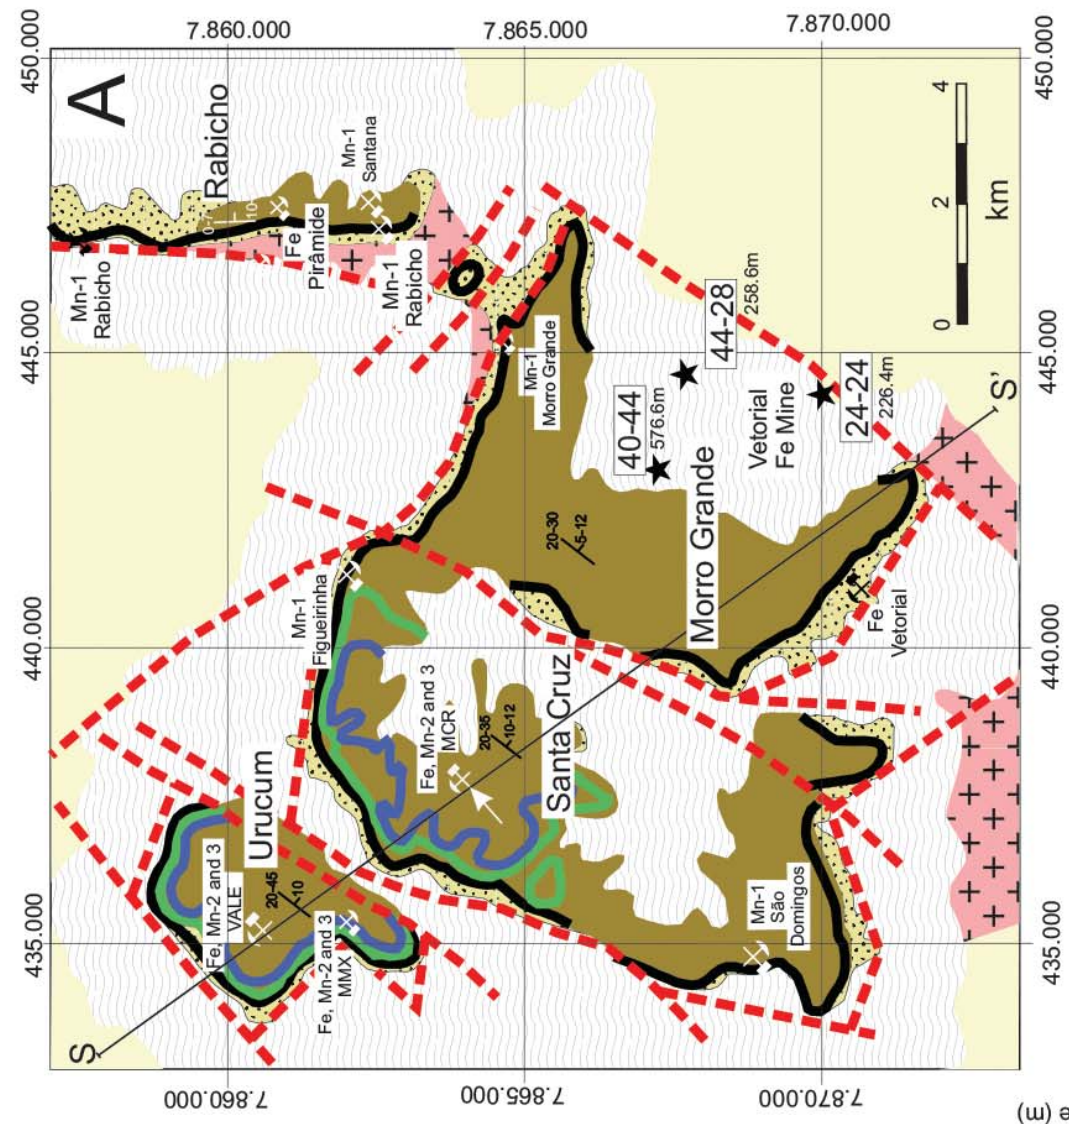 7.860.000
7.865.000
7.870.000
450.000
450.000
A
Rabicho
Mn-1
Santana
Mn-1
Rabicho
Fe
Pirâmide
Mn-1
Rabicho
10
4
2
0
km
445.000
445.000
Mn-1
Morro Grande
40-44
576.6m
44-28
258.6m
Vetorial
Fe Mine
24-24
226.4m
S'
Morro Grande
20-30
5-12
Mn-1
Figueirinha
Fe
Vetorial
440.000
440.000
Fe, Mn-2 and 3
MCR
20-35
10-12
Santa Cruz
Urucum
Fe, Mn-2 and 3
VALE
20-45
10
Fe, Mn-2 and 3
MMX
Mn-1
São
Domingos
435.000
435.000
S
7.860.000
7.865.000
7.870.000
e (m)